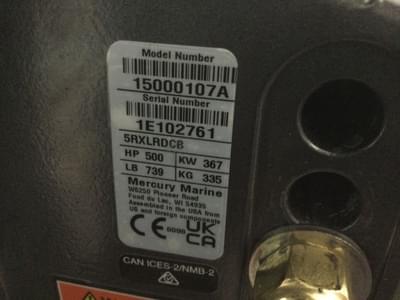 Model Number
15000107A
Serial Number
1E102761
5RXLRDCB
HP 500 KW 367
LB 739 KG 335
Mercury Marine
W6250 Pioneer Road
Fond du Lac, WI 54935
Assembled in the USA from
US and foreign components
CE 0098 UK CA
CAN ICES-2/NMB-2